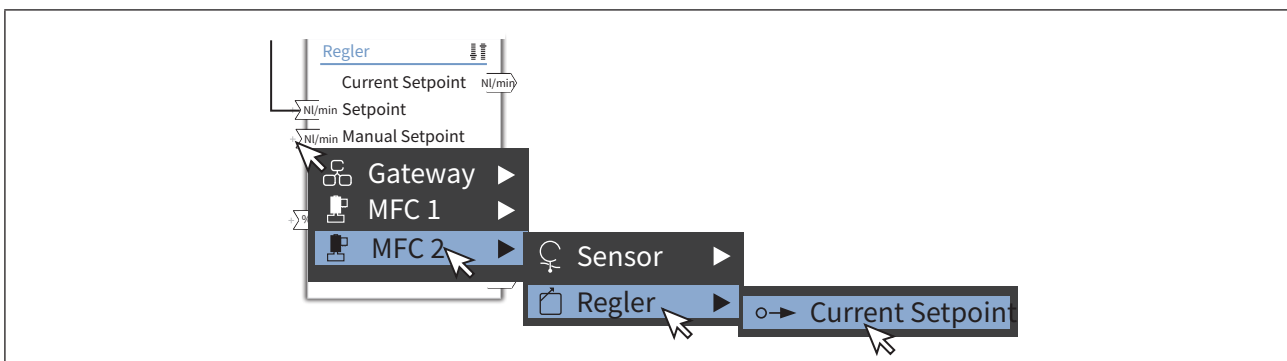 Regler
Current Setpoint Nl/min
Nl/min Setpoint
Nl/min Manual Setpoint
Gateway
MFC 1
%
MFC 2
Sensor
Regler
Current Setpoint